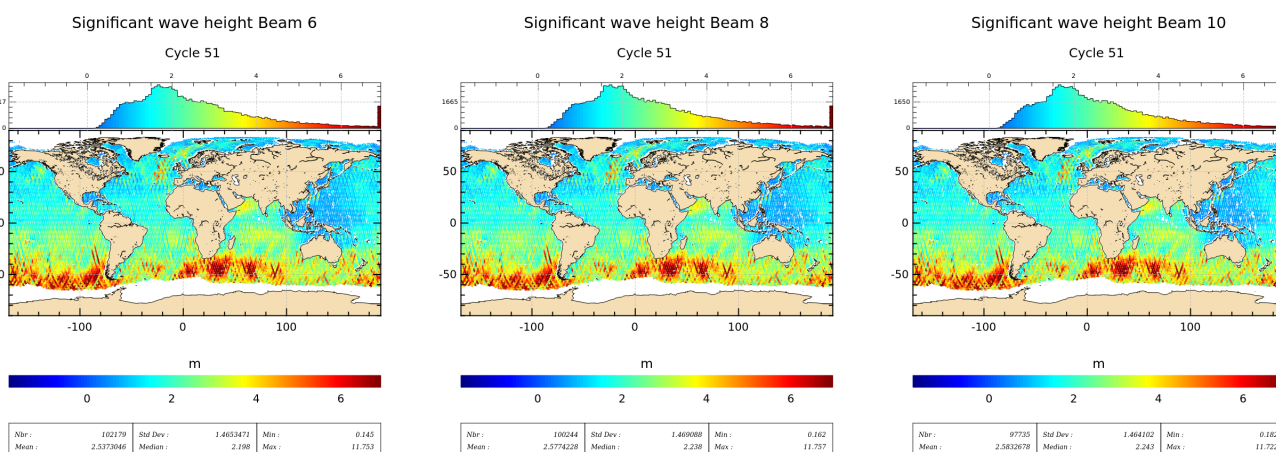 Significant wave height Beam 6
Cycle 51
0 2 4 6
17
0
50
0
-50
-100 0 100
m
0 2 4 6
Nbr : 102179 Std Dev : 1.4653471 Min : 0.145
Mean : 2.5373046 Median : 2.198 Max : 11.753
Significant wave height Beam 8
Cycle 51
0 2 4 6
1665
0
50
0
-50
-100 0 100
m
0 2 4 6
Nbr : 100244 Std Dev : 1.469088 Min : 0.162
Mean : 2.5774228 Median : 2.238 Max : 11.757
Significant wave height Beam 10
Cycle 51
0 2 4 6
1650
0
50
0
-50
-100 0 100
m
0 2 4 6
Nbr : 97735 Std Dev : 1.464102 Min : 0.182
Mean : 2.5832678 Median : 2.243 Max :